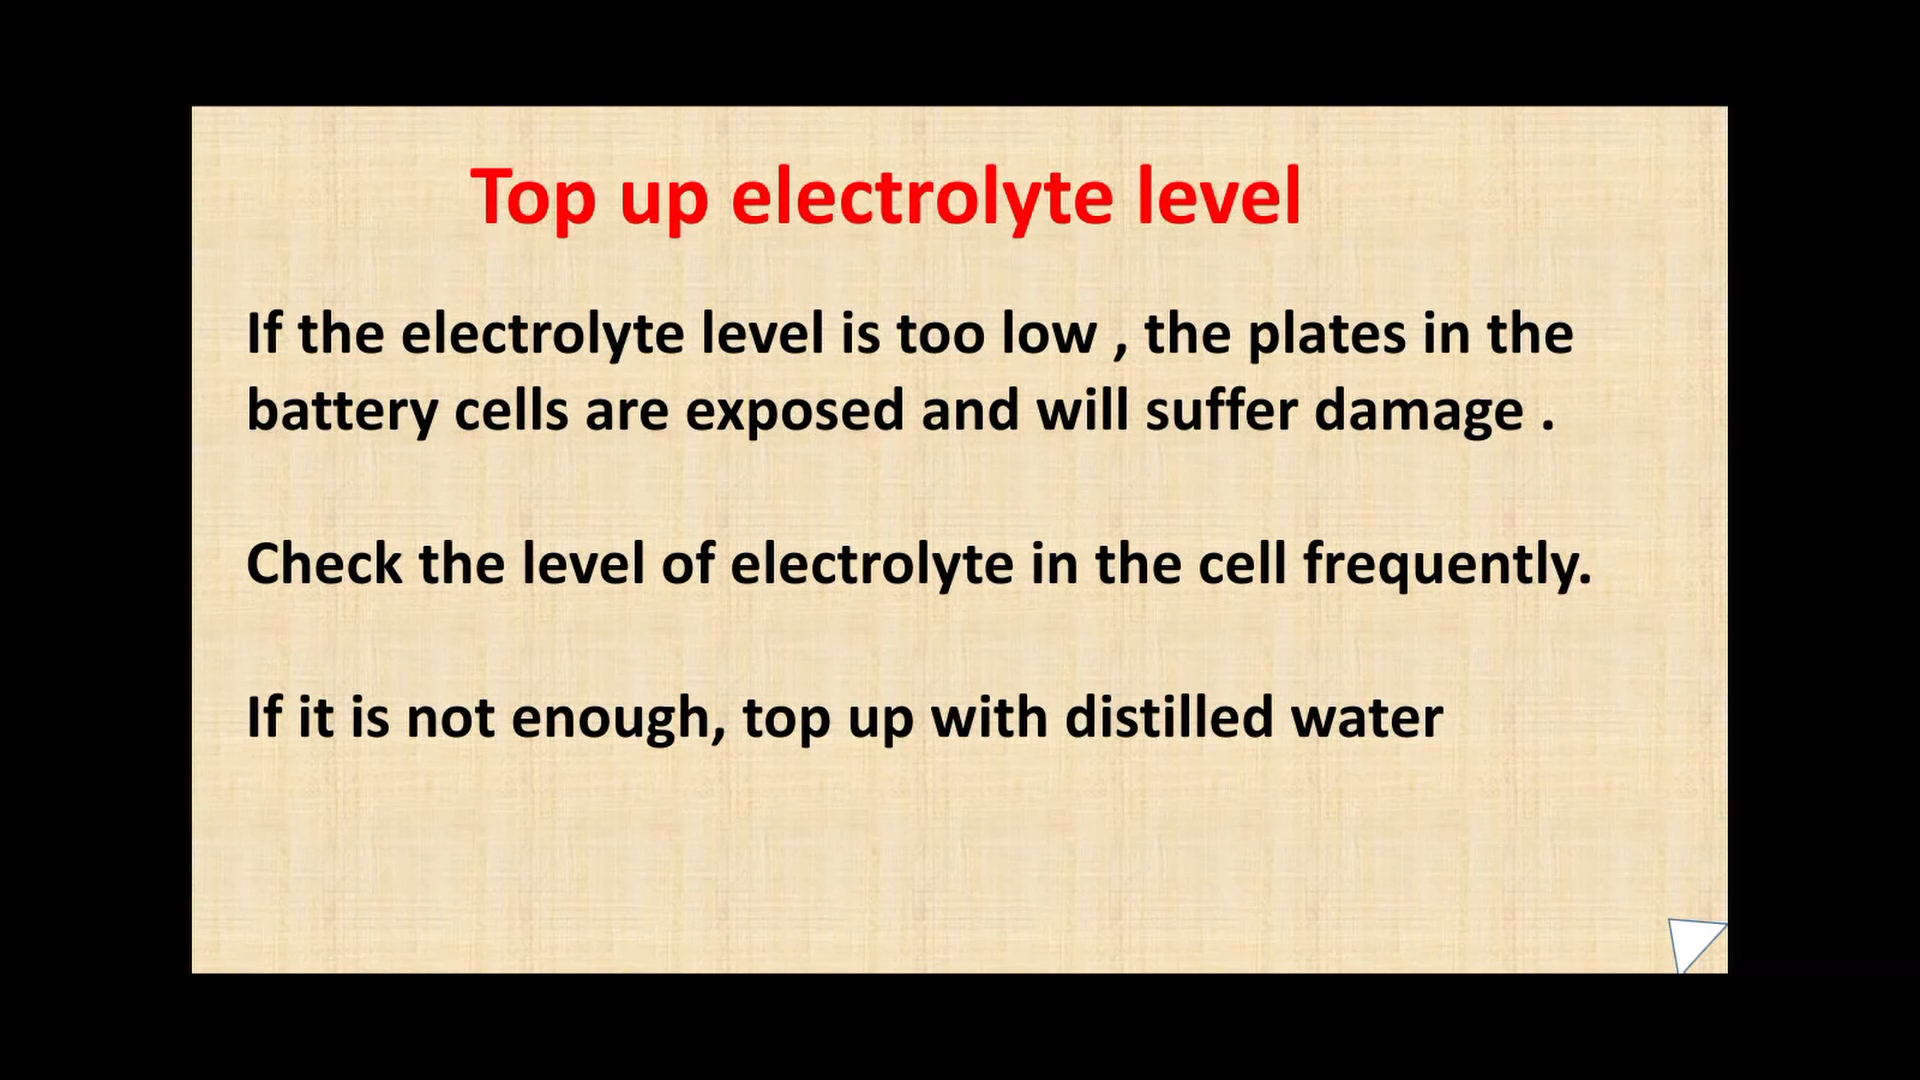 Top up electrolyte level
If the electrolyte level is too low , the plates in the
battery cells are exposed and will suffer damage .
Check the level of electrolyte in the cell frequently.
If it is not enough, top up with distilled water